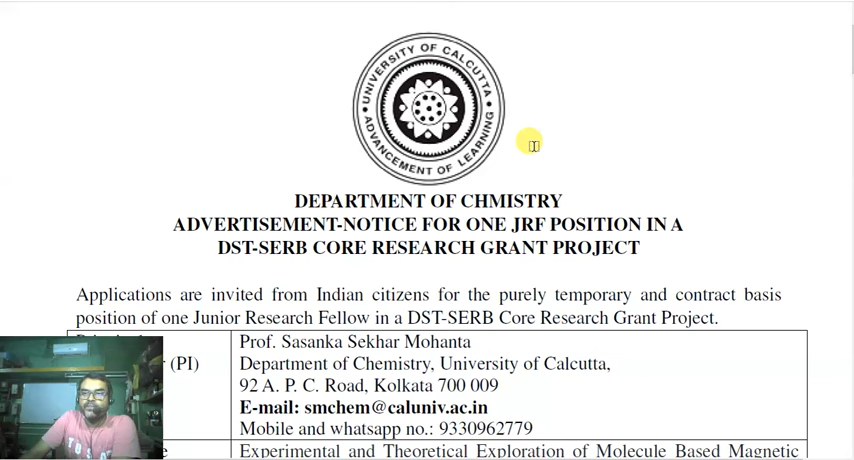 UNIVERSITY OF CALCUTTA
ADVANCEMENT OF LEARNING
DEPARTMENT OF CHMISTRY
ADVERTISEMENT-NOTICE FOR ONE JRF POSITION IN A
DST-SERB CORE RESEARCH GRANT PROJECT
Applications are invited from Indian citizens for the purely temporary and contract basis
position of one Junior Research Fellow in a DST-SERB Core Research Grant Project.
Prof. Sasanka Sekhar Mohanta
(PI) Department of Chemistry, University of Calcutta,
92 A. P. C. Road, Kolkata 700 009
E-mail: smchem@caluniv.ac.in
Mobile and whatsapp no.: 9330962779
Experimental and Theoretical Exploration of Molecule Based Magnetic